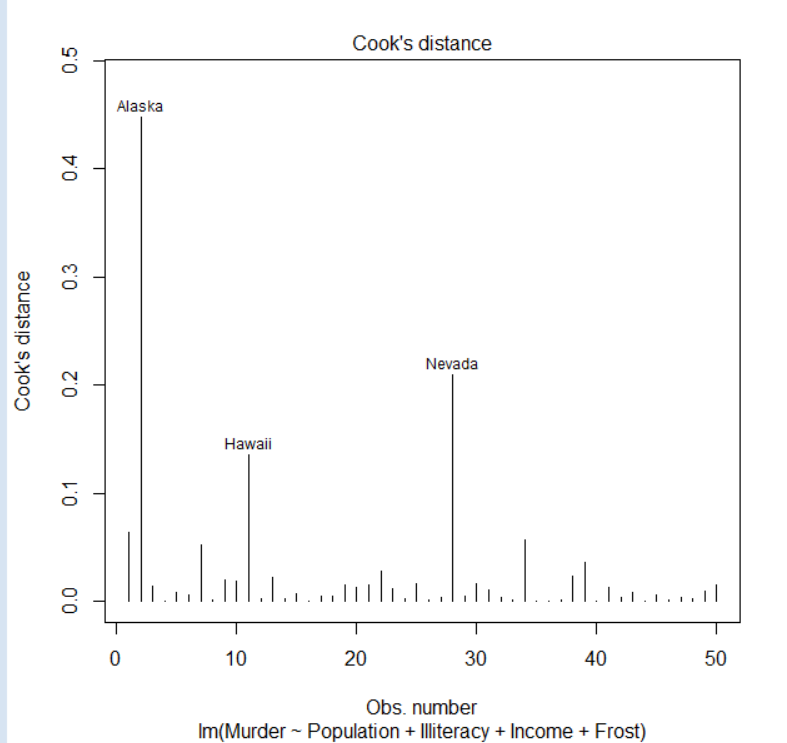 Cook's distance
0.5
Alaska
0.4
0.3
Cook's distance
Nevada
0.2
Hawaii
0.1
0.0
0 10 20 30 40 50
Obs. number
lm(Murder ~ Population + Illiteracy + Income + Frost)